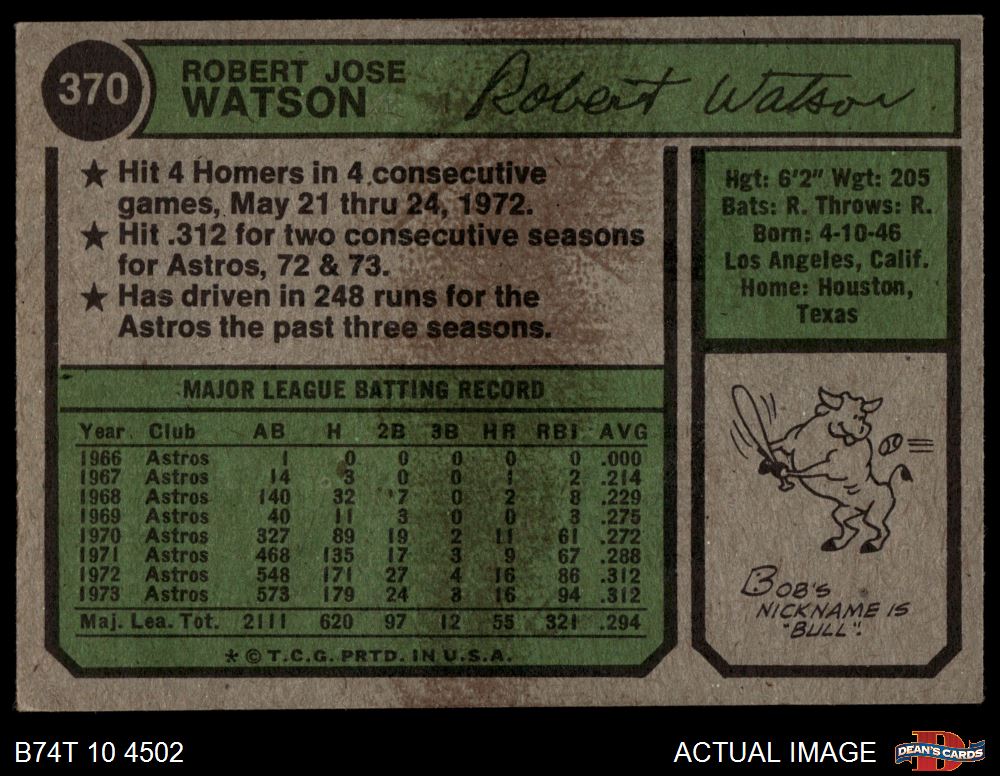 370
ROBERT JOSE
WATSON
Robert Watson
★ Hit 4 Homers in 4 consecutive
games, May 21 thru 24, 1972.
★ Hit .312 for two consecutive seasons
for Astros, 72 & 73.
★ Has driven in 248 runs for the
Astros the past three seasons.
Hgt: 6'2" Wgt: 205
Bats: R. Throws: R.
Born: 4-10-46
Los Angeles, Calif.
Home: Houston,
Texas
MAJOR LEAGUE BATTING RECORD
Year Club AB H 2B 3B HR RBI AVG
1966 Astros 1 0 0 0 0 0 .000
1967 Astros 14 3 0 0 1 2 .214
1968 Astros 140 32 7 0 2 8 .229
1969 Astros 40 11 3 0 0 3 .275
1970 Astros 327 89 19 2 11 61 .272
1971 Astros 468 135 17 3 9 67 .288
1972 Astros 548 171 27 4 16 86 .312
1973 Astros 573 179 24 3 16 94 .312
Maj. Lea. Tot. 2111 620 97 12 55 321 .294
* © T.C.G. PRTD. IN U.S.A.
BOB'S
NICKNAME IS
"BULL".
B74T 10 4502
ACTUAL IMAGE
DEAN'S CARDS